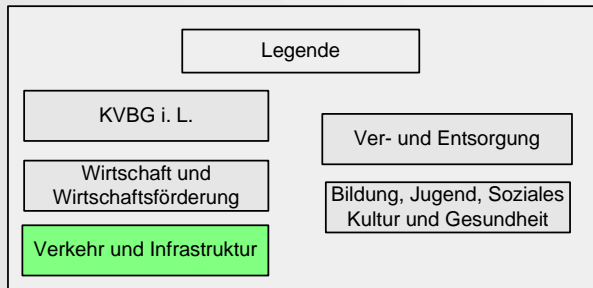 Legende
KVBG i. L.
Wirtschaft und
Wirtschaftsförderung
Verkehr und Infrastruktur
Ver- und Entsorgung
Bildung, Jugend, Soziales
Kultur und Gesundheit